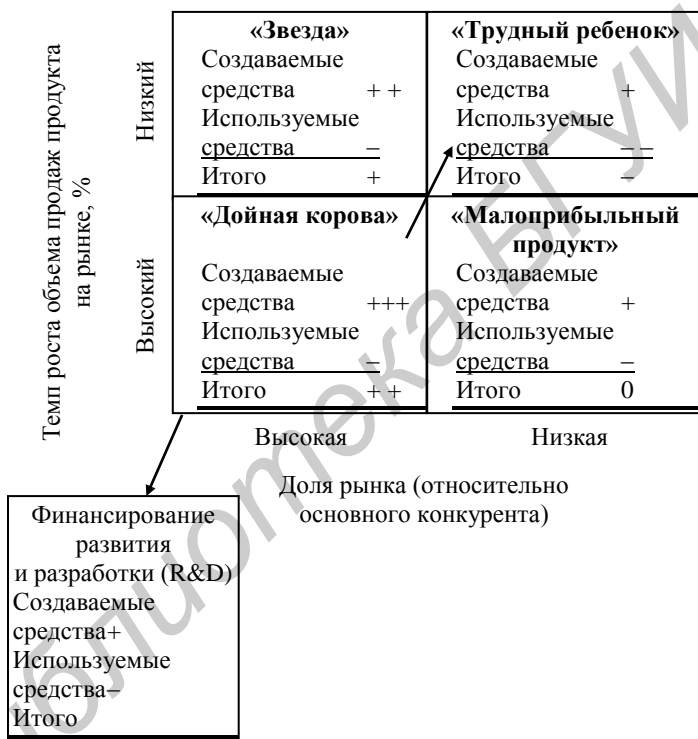 «Звезда»
Создаваемые
средства + +
Используемые
средства –
Итого +
«Трудный ребенок»
Создаваемые
средства +
Используемые
средства – –
Итого –
«Дойная корова»
Создаваемые
средства +++
Используемые
средства –
Итого + +
«Малоприбыльный
продукт»
Создаваемые
средства +
Используемые
средства –
Итого 0
Темп роста объема продаж продукта
на рынке, %
Низкий
Высокий
Высокая
Низкая
Доля рынка (относительно
основного конкурента)
Финансирование
развития
и разработки (R&D)
Создаваемые
средства+
Используемые
средства–
Итого
библиотека БГУИ